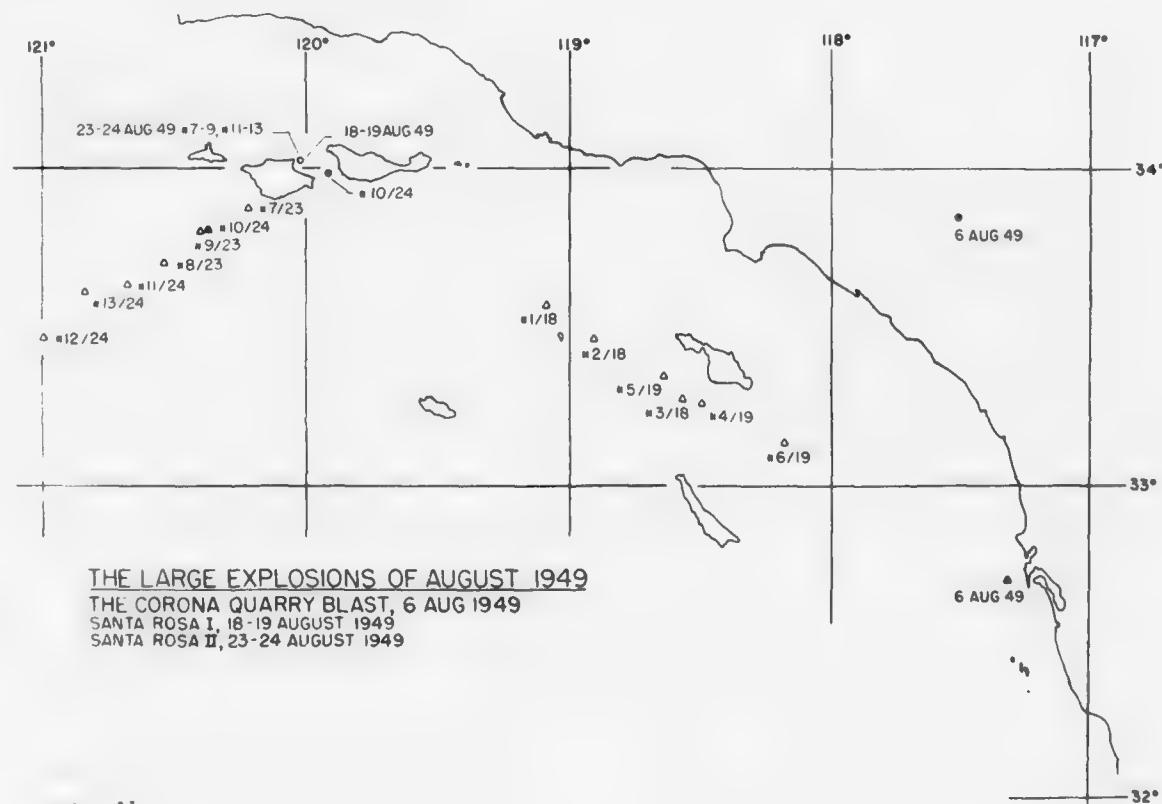 121°
120°
119°
118°
117°
23-24 AUG 49 #7-9, #11-13
18-19 AUG 49
34°
#10/24
#7/23
#10/24
#9/23
#8/23
#11/24
#13/24
#12/24
6 AUG 49
#1/18
#2/18
#5/19
#3/18
#4/19
#6/19
33°
THE LARGE EXPLOSIONS OF AUGUST 1949
THE CORONA QUARRY BLAST, 6 AUG 1949
SANTA ROSA I, 18-19 AUGUST 1949
SANTA ROSA II, 23-24 AUGUST 1949
6 AUG 49
32°